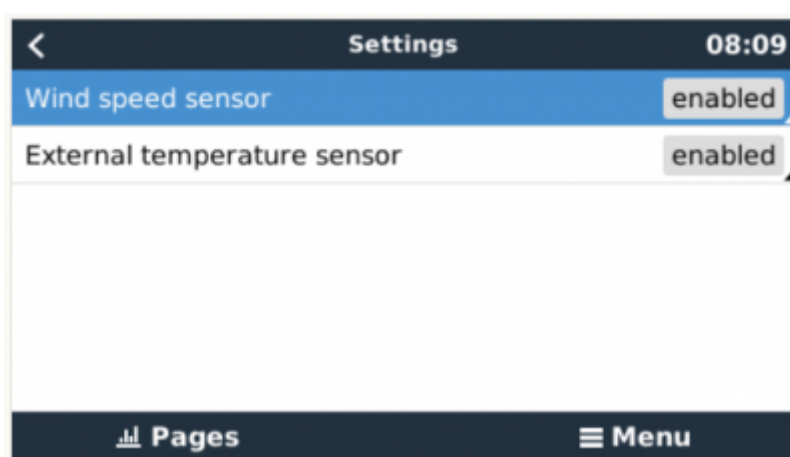 Settings 08:09
Wind speed sensor enabled
External temperature sensor enabled
Pages Menu